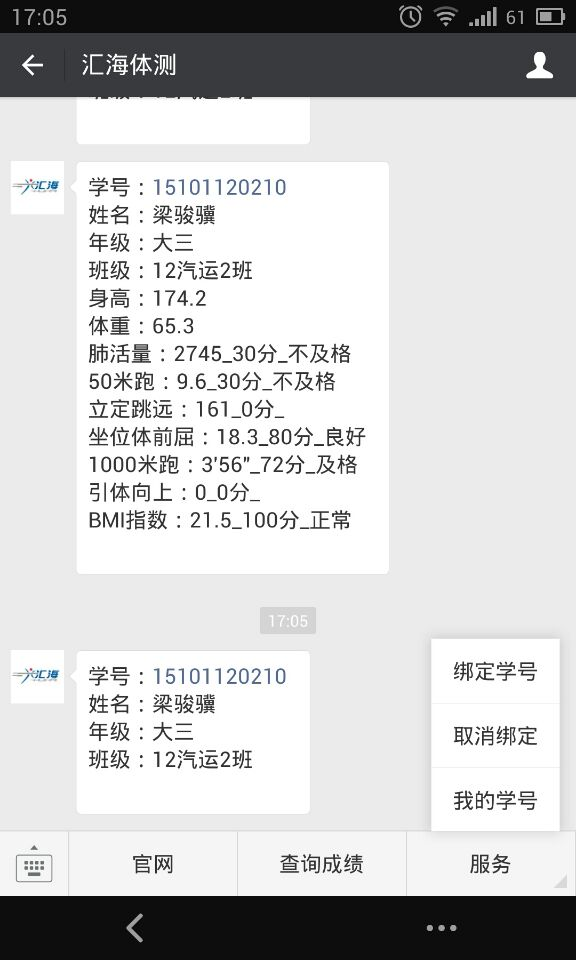 17:05
61
汇海体测
汇海
学号：15101120210
姓名：梁骏骥
年级：大三
班级：12汽运2班
身高：174.2
体重：65.3
肺活量：2745_30分_不及格
50米跑：9.6_30分_不及格
立定跳远：161_0分_
坐位体前屈：18.3_80分_良好
1000米跑：3'56"_72分_及格
引体向上：0_0分_
BMI指数：21.5_100分_正常
17:05
汇海
学号：15101120210
姓名：梁骏骥
年级：大三
班级：12汽运2班
绑定学号
取消绑定
我的学号
官网
查询成绩
服务